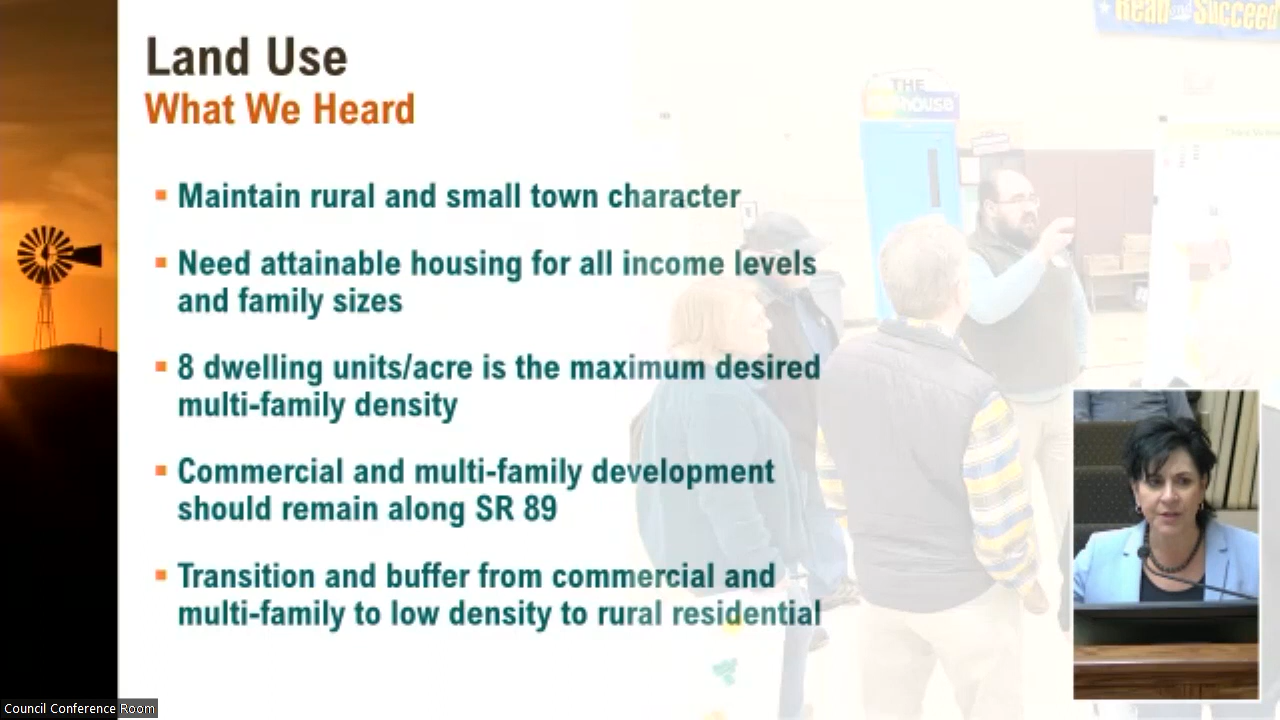 Read and Succeed
Land Use
THE
What We Heard
Maintain rural and small town character
Need attainable housing for all income levels
and family sizes
8 dwelling units/acre is the maximum desired
multi-family density
Commercial and multi-family development
should remain along SR 89
Transition and buffer from commercial and
multi-family to low density to rural residential
Council Conference Room